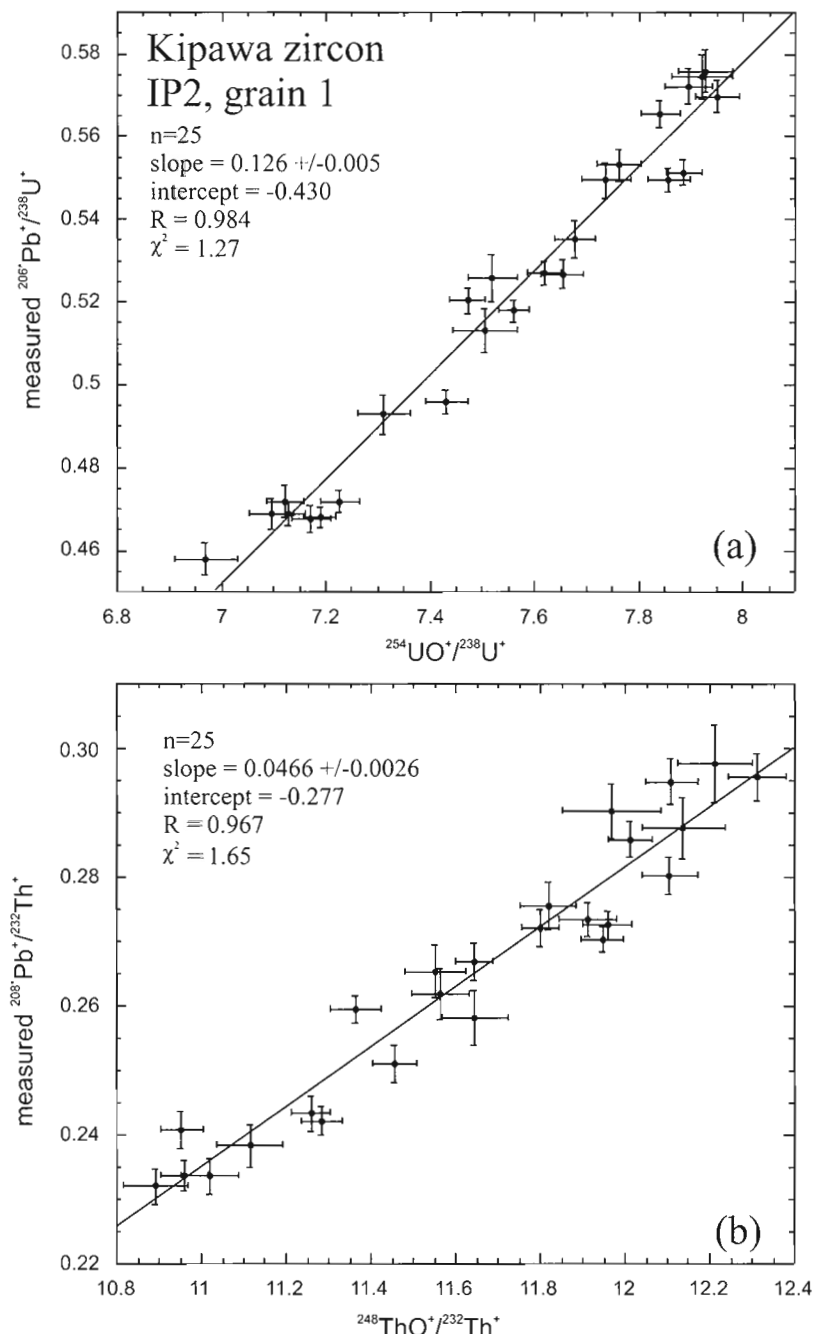 Kipawa zircon
IP2, grain 1
n=25
slope = 0.126 +/-0.005
intercept = -0.430
R = 0.984
χ² = 1.27
0.58
0.56
0.54
0.52
0.5
0.48
0.46
measured ²⁰⁶*Pb⁺/²³⁸U⁺
(a)
6.8 7 7.2 7.4 7.6 7.8 8
²⁵⁴UO⁺/²³⁸U⁺
n=25
slope = 0.0466 +/-0.0026
intercept = -0.277
R = 0.967
χ² = 1.65
0.30
0.28
0.26
0.24
0.22
measured ²⁰⁸*Pb⁺/²³²Th⁺
(b)
10.8 11 11.2 11.4 11.6 11.8 12 12.2 12.4
²⁴⁸ThO⁺/²³²Th⁺